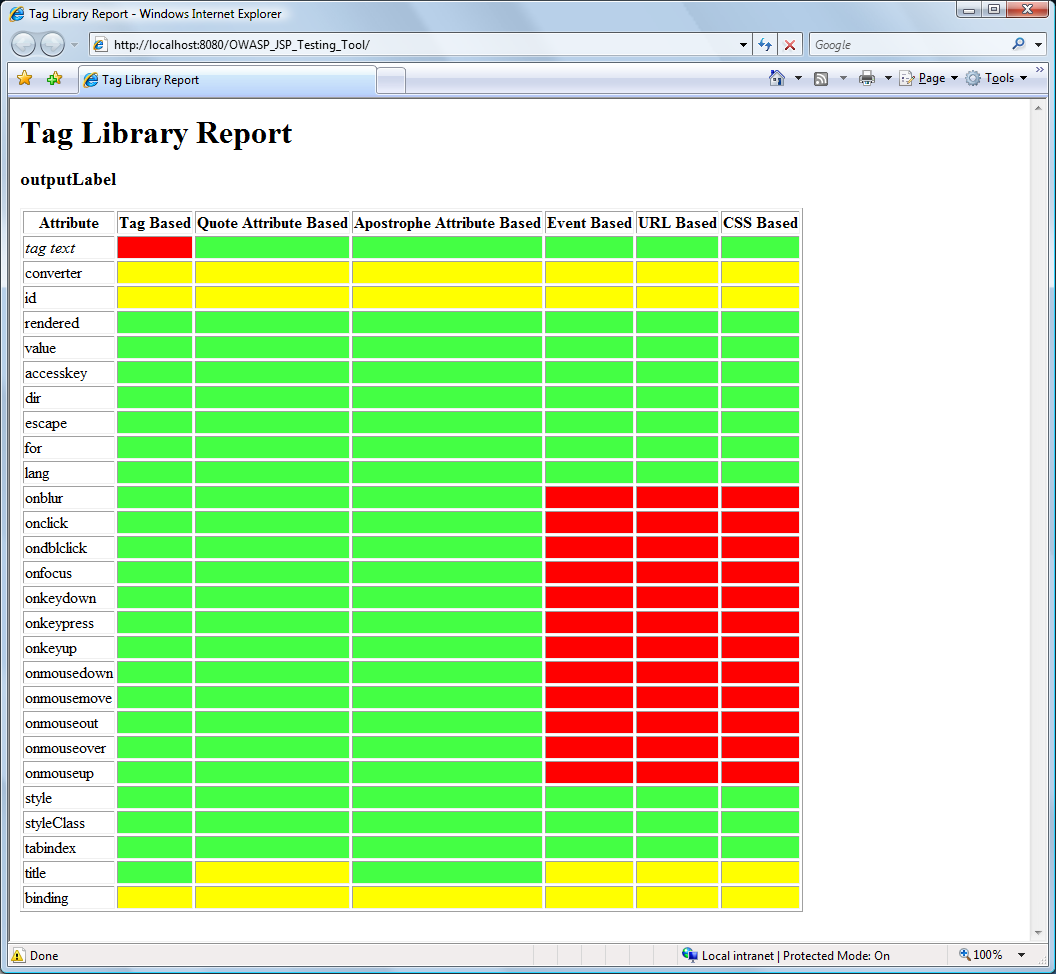 Tag Library Report - Windows Internet Explorer
http://localhost:8080/OWASP_JSP_Testing_Tool/
Google
Tag Library Report
Page
Tools
Tag Library Report
outputLabel
Attribute Tag Based Quote Attribute Based Apostrophe Attribute Based Event Based URL Based CSS Based
tag text
converter
id
rendered
value
accesskey
dir
escape
for
lang
onblur
onclick
ondblclick
onfocus
onkeydown
onkeypress
onkeyup
onmousedown
onmousemove
onmouseout
onmouseover
onmouseup
style
styleClass
tabindex
title
binding
Done
Local intranet | Protected Mode: On
100%